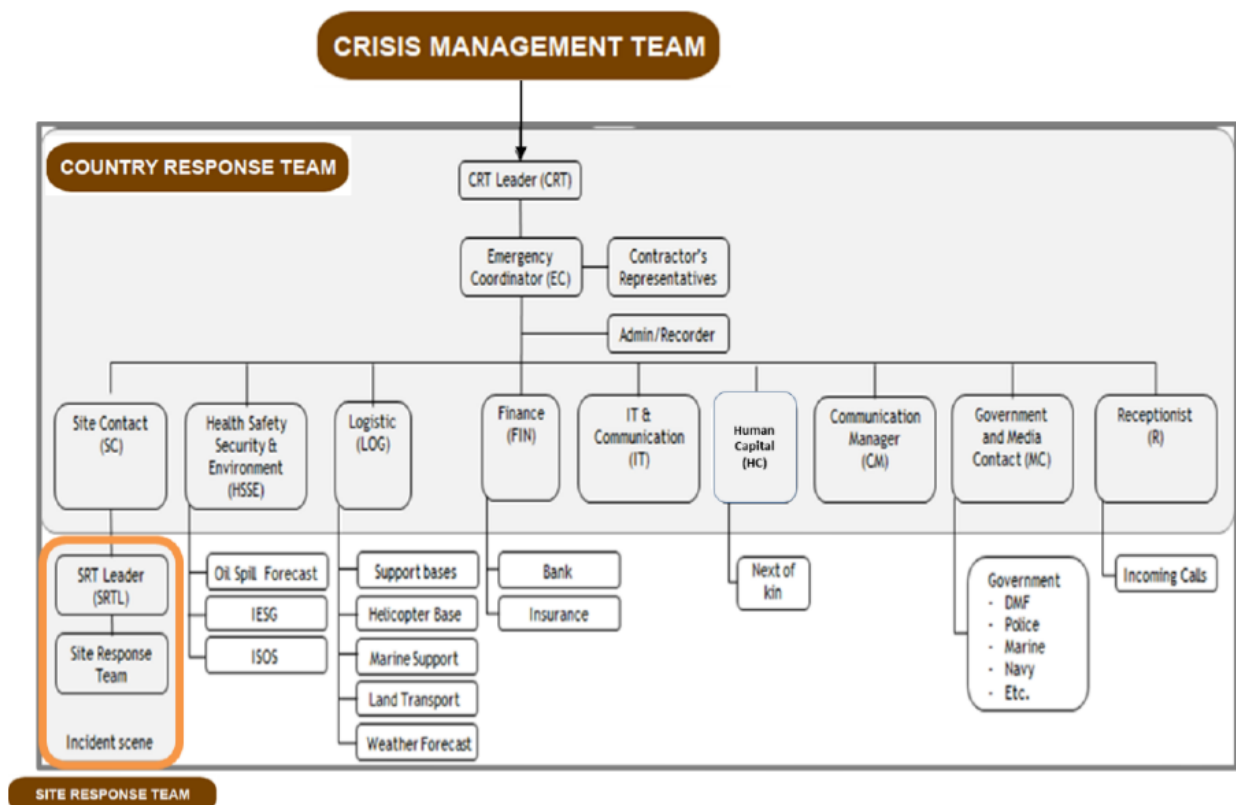 CRISIS MANAGEMENT TEAM
COUNTRY RESPONSE TEAM
CRT Leader (CRT)
Emergency
Coordinator (EC)
Contractor's
Representatives
Admin/Recorder
Site Contact
(SC)
Health Safety
Security &
Environment
(HSSE)
Logistic
(LOG)
Finance
(FIN)
IT &
Communication
(IT)
Human
Capital
(HC)
Communication
Manager
(CM)
Government
and Media
Contact (MC)
Receptionist
(R)
SRT Leader
(SRTL)
Site Response
Team
Incident scene
Oil Spill Forecast
IESG
ISOS
Support bases
Helicopter Base
Marine Support
Land Transport
Weather Forecast
Bank
Insurance
Next of
kin
Government
- DMF
- Police
- Marine
- Navy
- Etc.
Incoming Calls
SITE RESPONSE TEAM